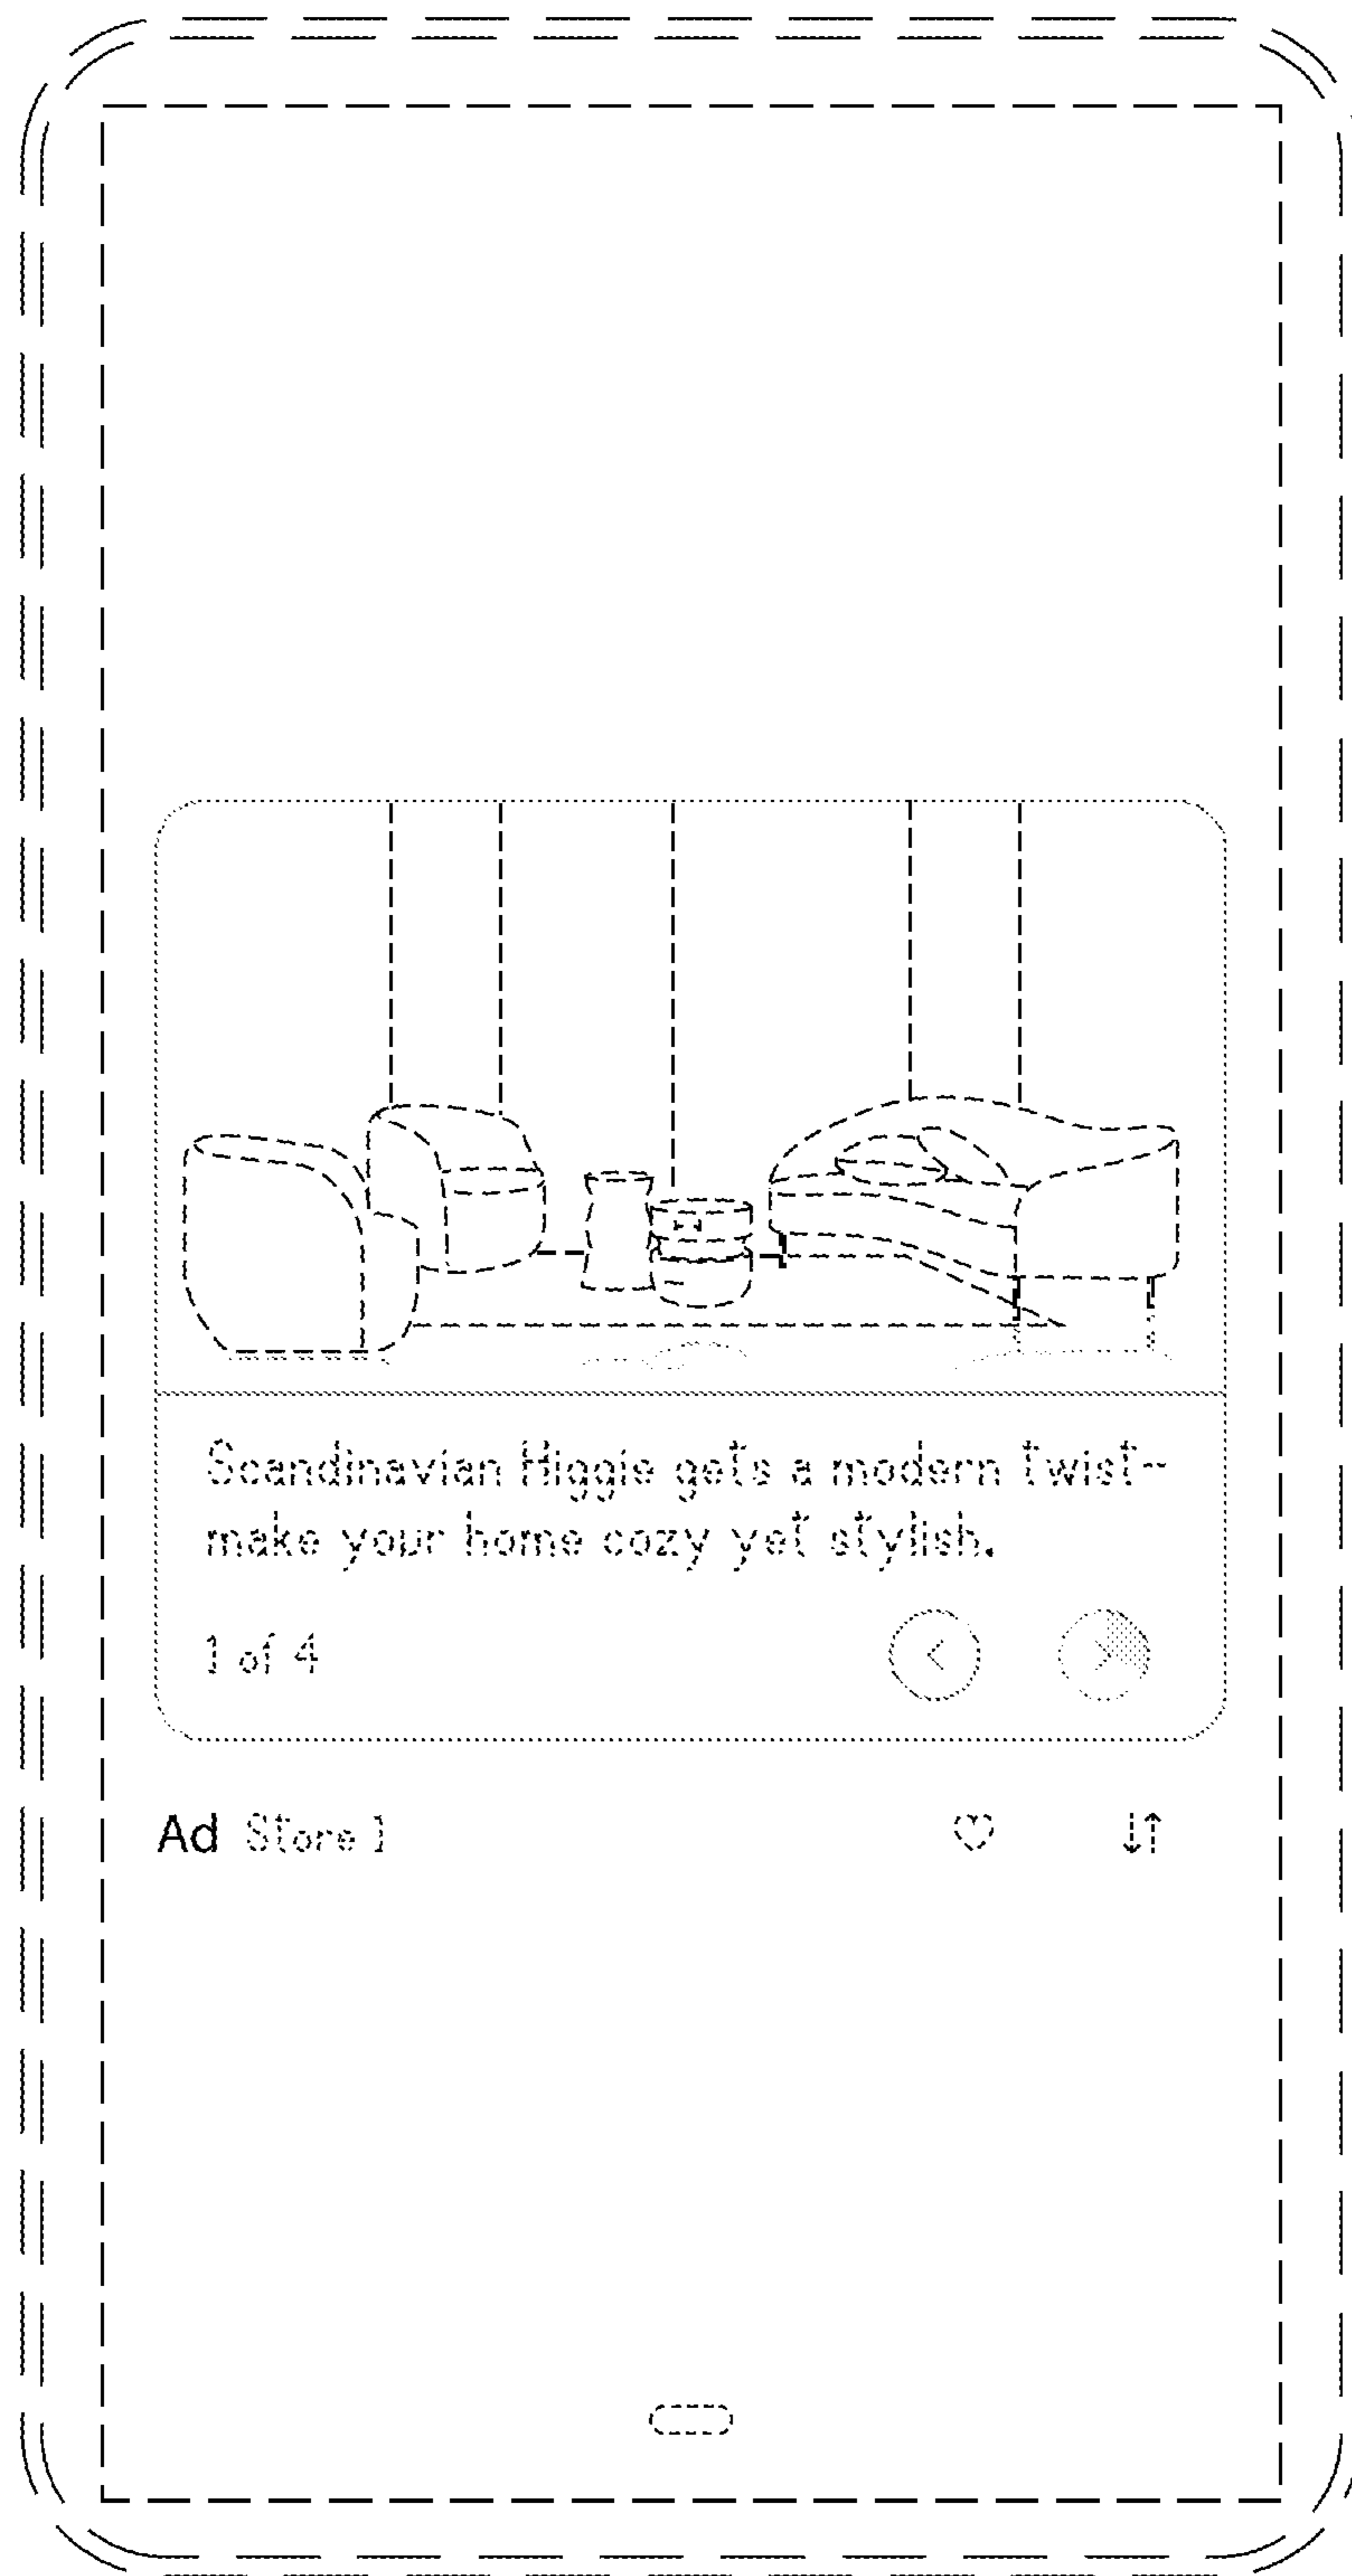 Scandinavian Higgie gets a modern twist--
make your home cozy yet stylish.
1 of 4
Ad Store 1